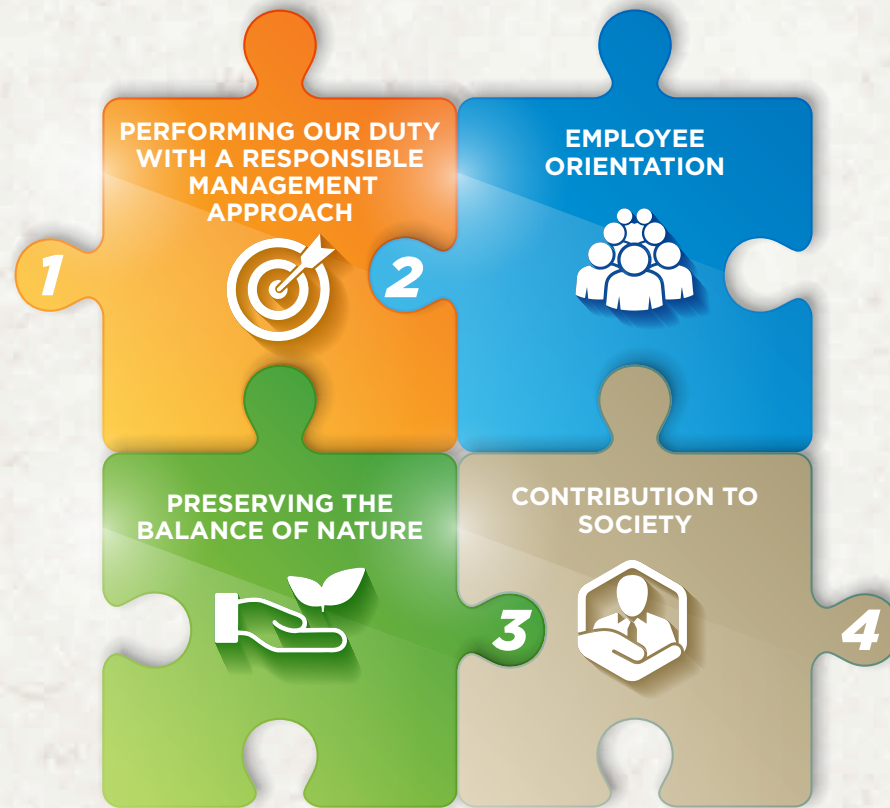 PERFORMING OUR DUTY
WITH A RESPONSIBLE
MANAGEMENT
APPROACH
1
EMPLOYEE
ORIENTATION
2
PRESERVING THE
BALANCE OF NATURE
3
CONTRIBUTION TO
SOCIETY
4